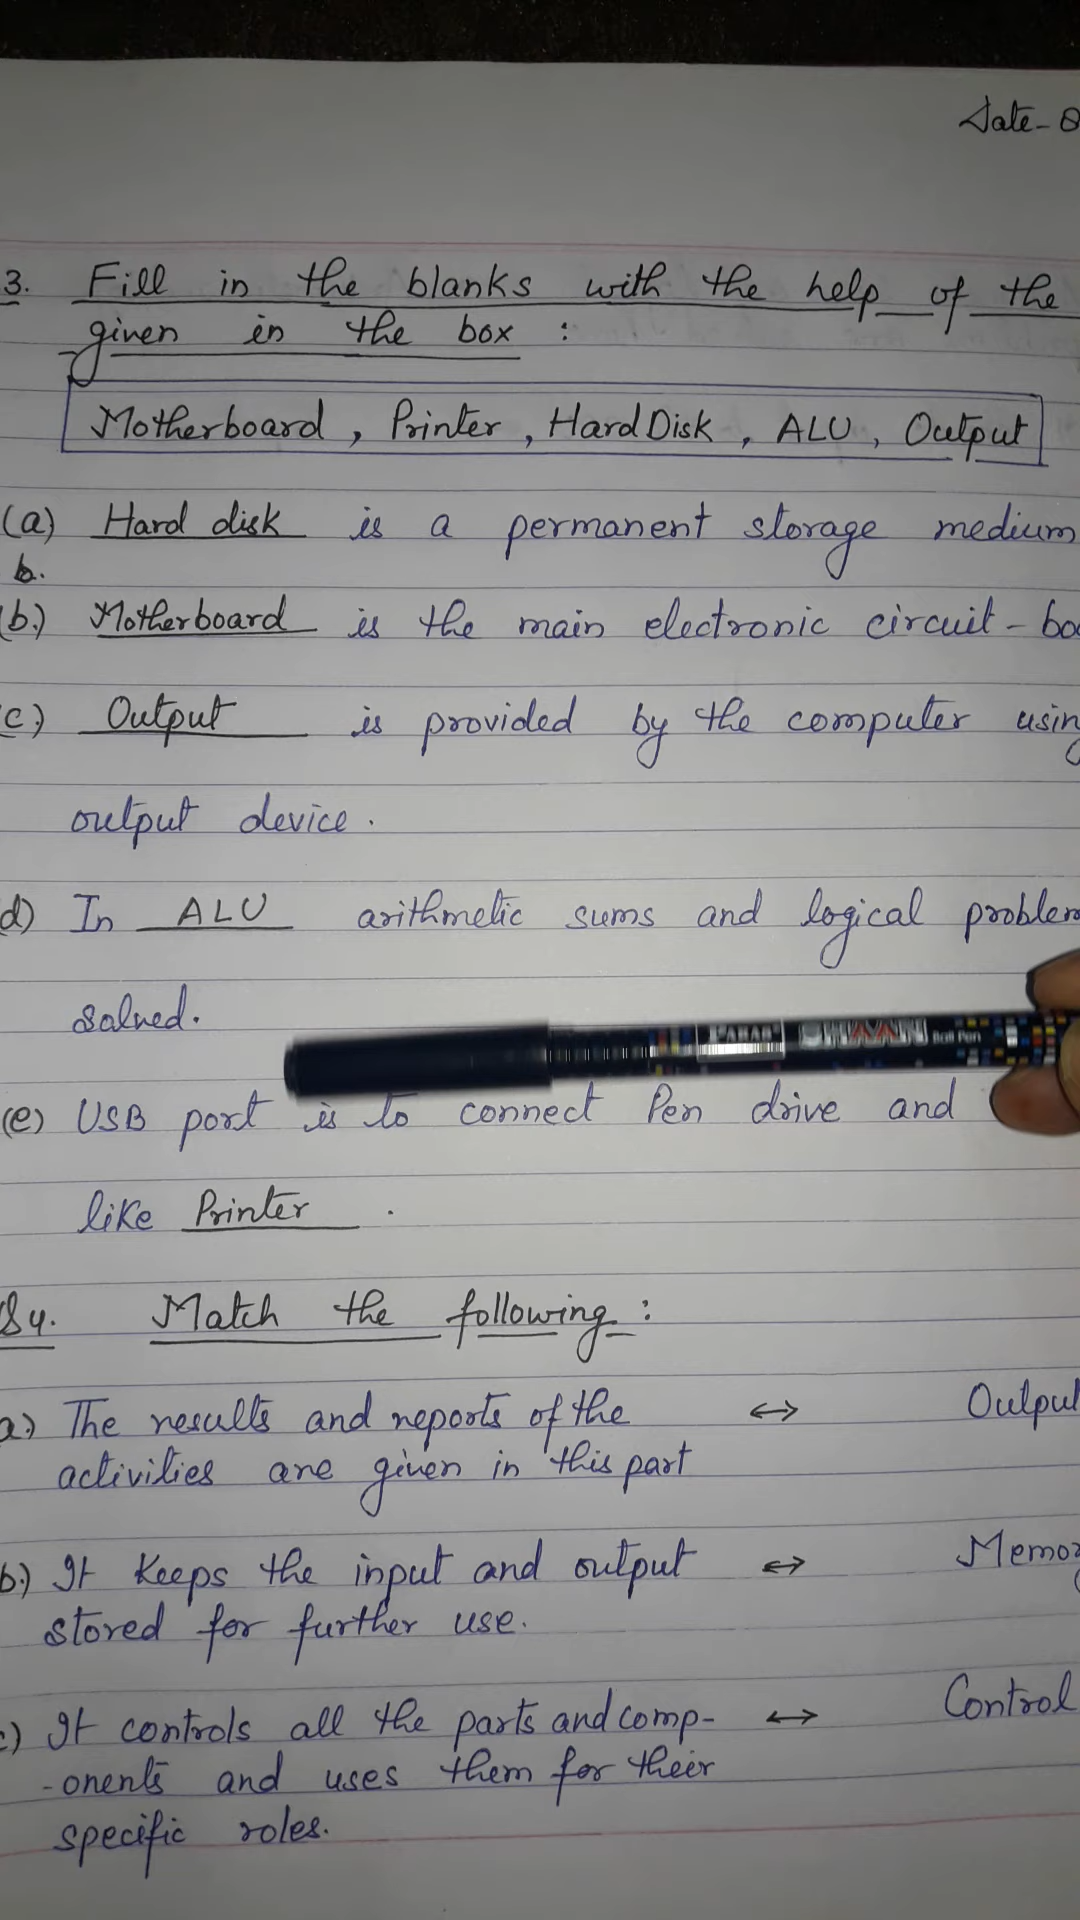 Date-
3. Fill in the blanks with the help of the
given in the box :
Motherboard, Printer, Hard Disk, ALU, Output
(a) Hard disk is a permanent storage medium
b.
(b.) Motherboard is the main electronic circuit-
c.) Output is provided by the computer
output device.
d) In ALU arithmetic sums and logical
solved.
(e) USB port is to connect Pen drive and
like Printer .
Match the following :
a.) The results and reports of the ↔
activities are given in this part
b.) It keeps the input and output ↔
stored for further use.
c) It controls all the parts and comp- ↔ Control
-onents and uses them for their
specific roles.
Ball Pen